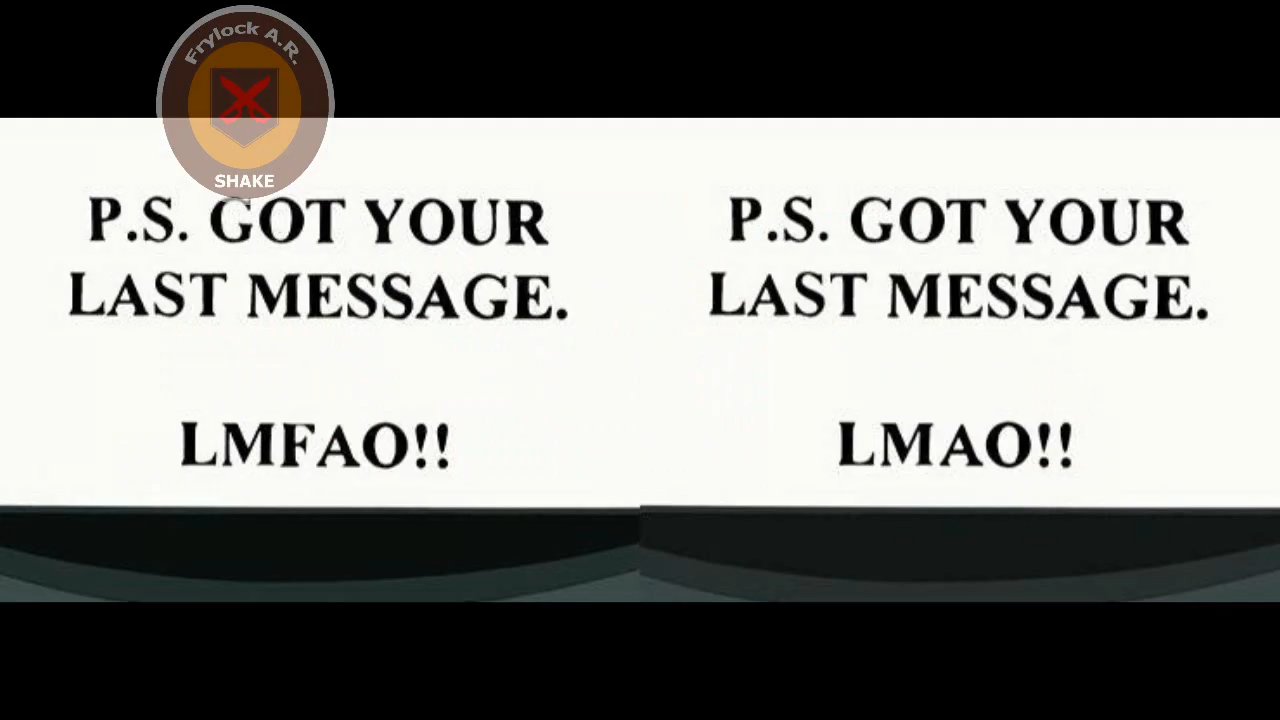 Frylock A.R.
SHAKE
P.S. GOT YOUR
LAST MESSAGE.
LMFAO!!
P.S. GOT YOUR
LAST MESSAGE.
LMAO!!